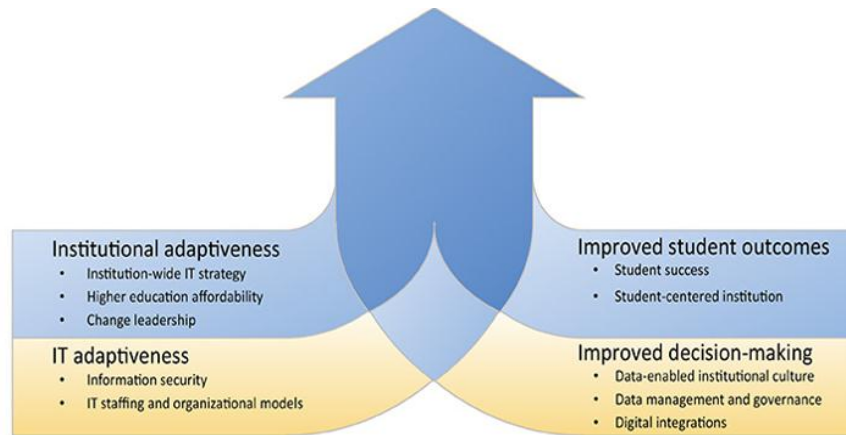 Institutional adaptiveness
• Institution-wide IT strategy
• Higher education affordability
• Change leadership
IT adaptiveness
• Information security
• IT staffing and organizational models
Improved student outcomes
• Student success
• Student-centered institution
Improved decision-making
• Data-enabled institutional culture
• Data management and governance
• Digital integrations